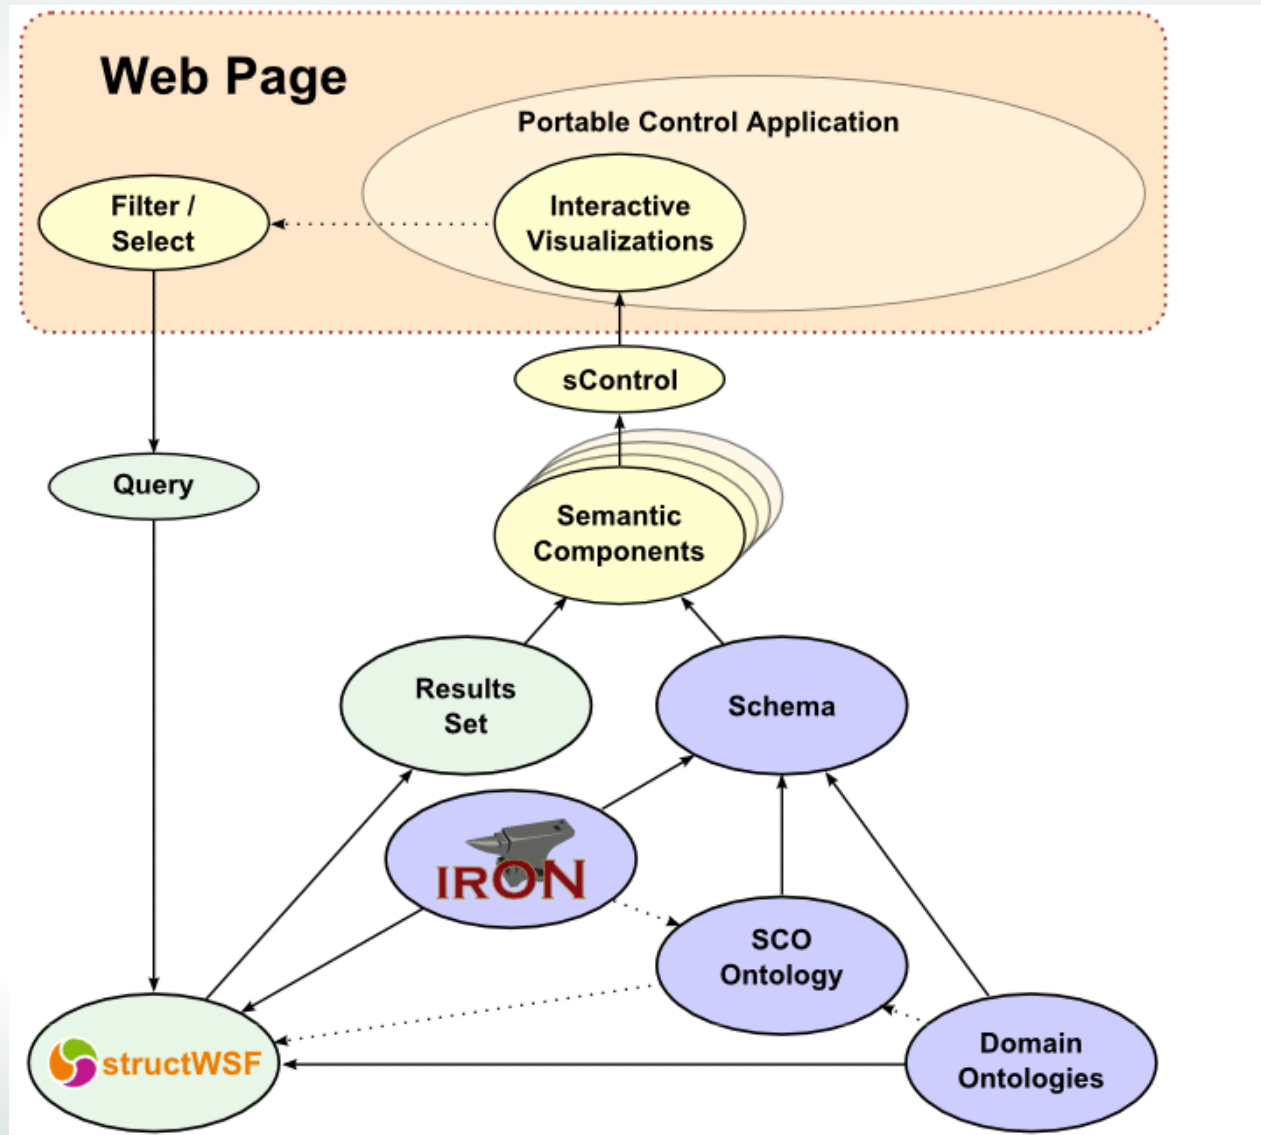 Web Page
Portable Control Application
Filter /
Select
Interactive
Visualizations
sControl
Query
Semantic
Components
Results
Set
Schema
IRON
SCO
Ontology
structWSF
Domain
Ontologies